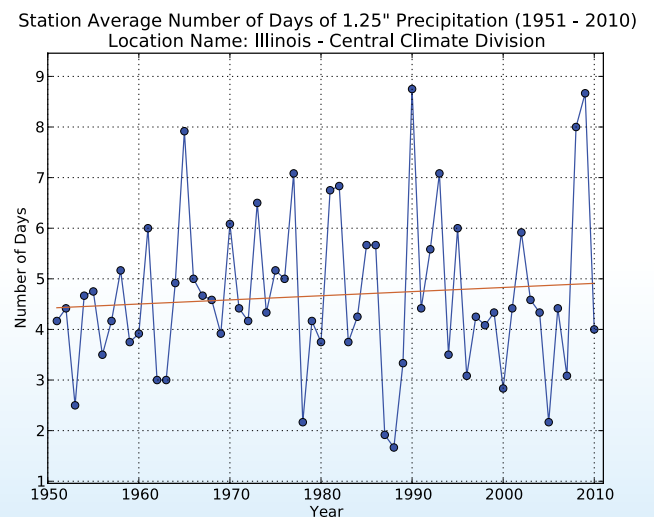 Station Average Number of Days of 1.25" Precipitation (1951 - 2010)
Location Name: Illinois - Central Climate Division
Number of Days
9
8
7
6
5
4
3
2
1
1950 1960 1970 1980 1990 2000 2010
Year